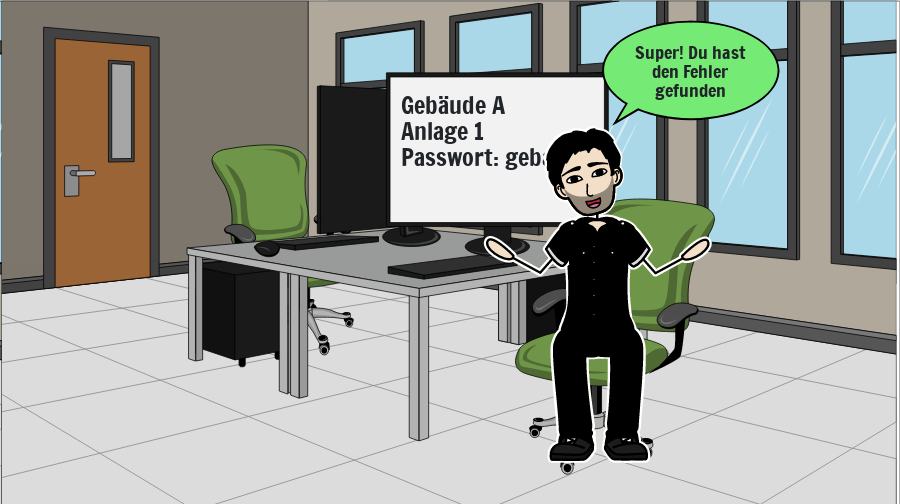 Super! Du hast
den Fehler
gefunden
Gebäude A
Anlage 1
Passwort: